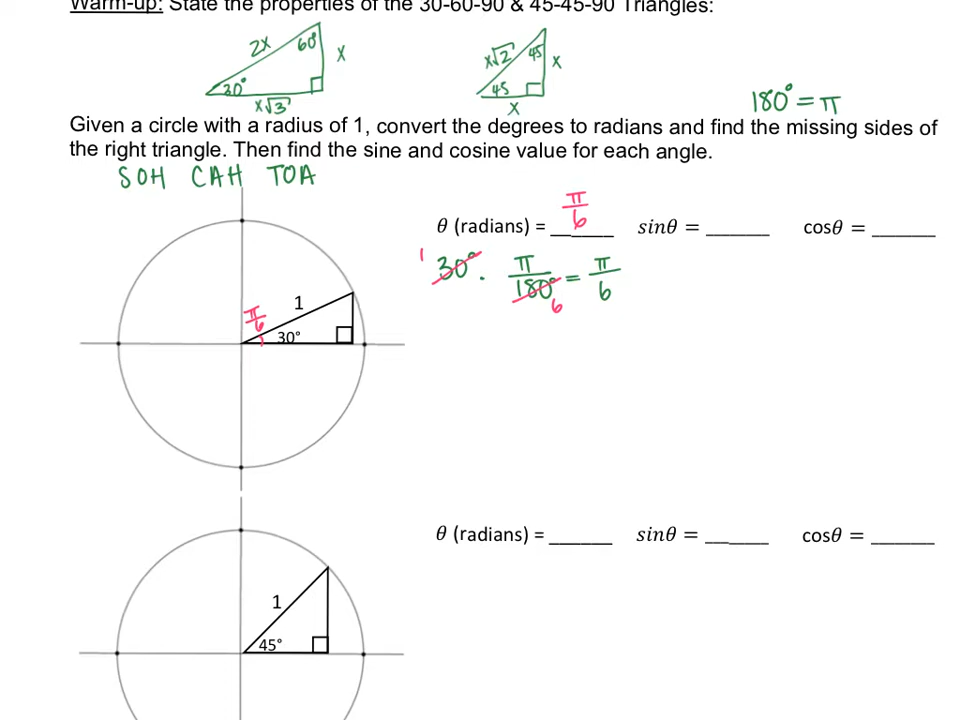 Warm-up: State the properties of the 30-60-90 & 45-45-90 Triangles:
2x 60° x
30°
x√3
x√2 45 x
45
x
180° = π
Given a circle with a radius of 1, convert the degrees to radians and find the missing sides of
the right triangle. Then find the sine and cosine value for each angle.
SOH CAH TOA
θ (radians) = π/6 sinθ = ______ cosθ = ______
1 30° · π/180° = π/6
6
1
π/6
30°
θ (radians) = ______ sinθ = ______ cosθ = ______
1
45°